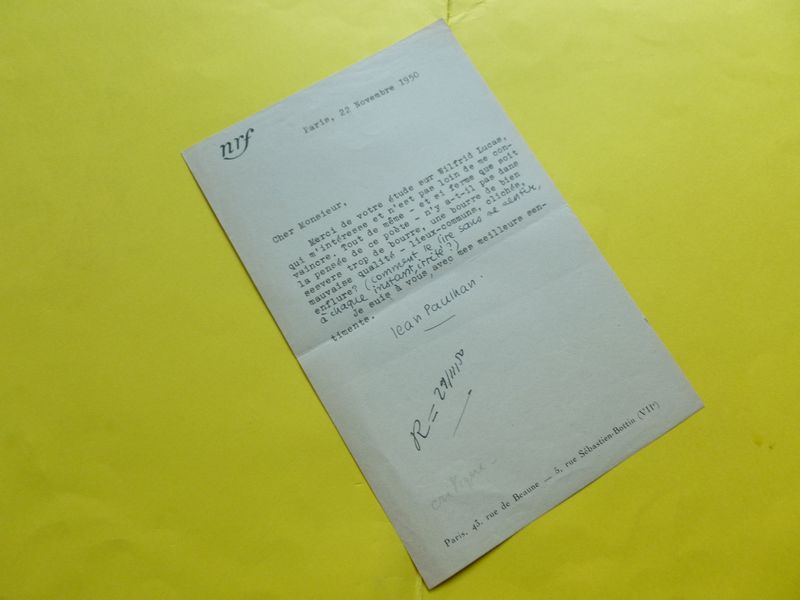 nrf
Paris, 22 Novembre 1950
Cher Monsieur,
Merci de votre étude sur Wilfrid Lucas,
qui m'intéresse et n'est pas loin de me con-
vaincre. Tout de même - et si ferme que soit
la pensée de ce poète - n'y a-t-il pas dans
sesvers trop de bourre, une bourre de bien
mauvaise qualité - lieux-communs, clichés,
enflure? (comment le lire sans se sentir,
à chaque instant, irrité?)
Je suis à vous, avec mes meilleurs sen-
timents.
Jean Paulhan.
R = 29/11/50
critique -
Paris, 43, rue de Beaune — 5, rue Sébastien-Bottin (VIIe)